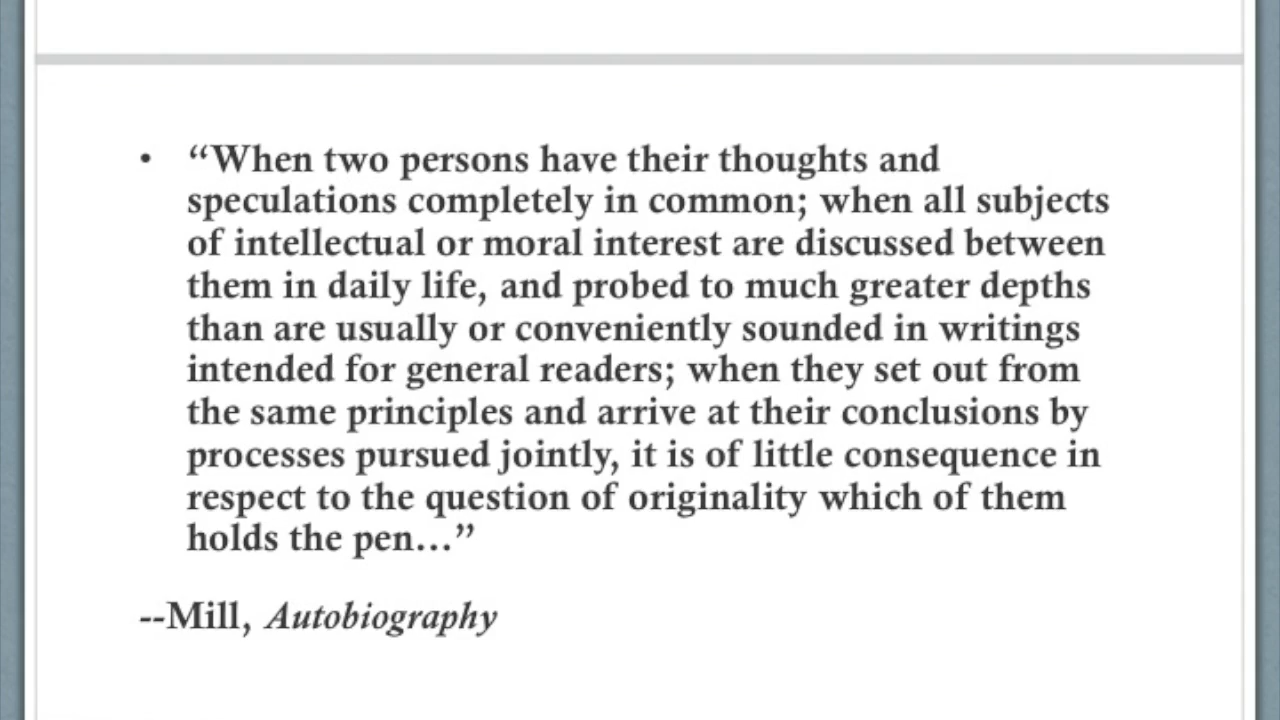 • “When two persons have their thoughts and
speculations completely in common; when all subjects
of intellectual or moral interest are discussed between
them in daily life, and probed to much greater depths
than are usually or conveniently sounded in writings
intended for general readers; when they set out from
the same principles and arrive at their conclusions by
processes pursued jointly, it is of little consequence in
respect to the question of originality which of them
holds the pen…”
--Mill, Autobiography